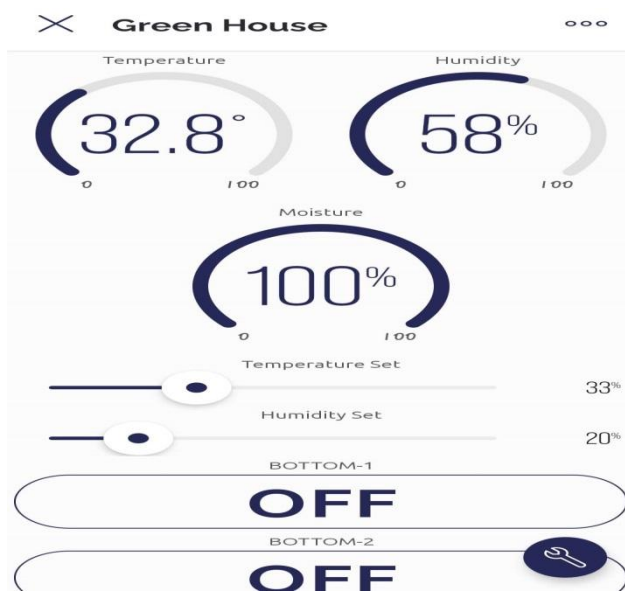 Green House
Temperature Humidity
32.8° 58%
0 100 0 100
Moisture
100%
0 100
Temperature Set
33%
Humidity Set
20%
BOTTOM-1
OFF
BOTTOM-2
OFF